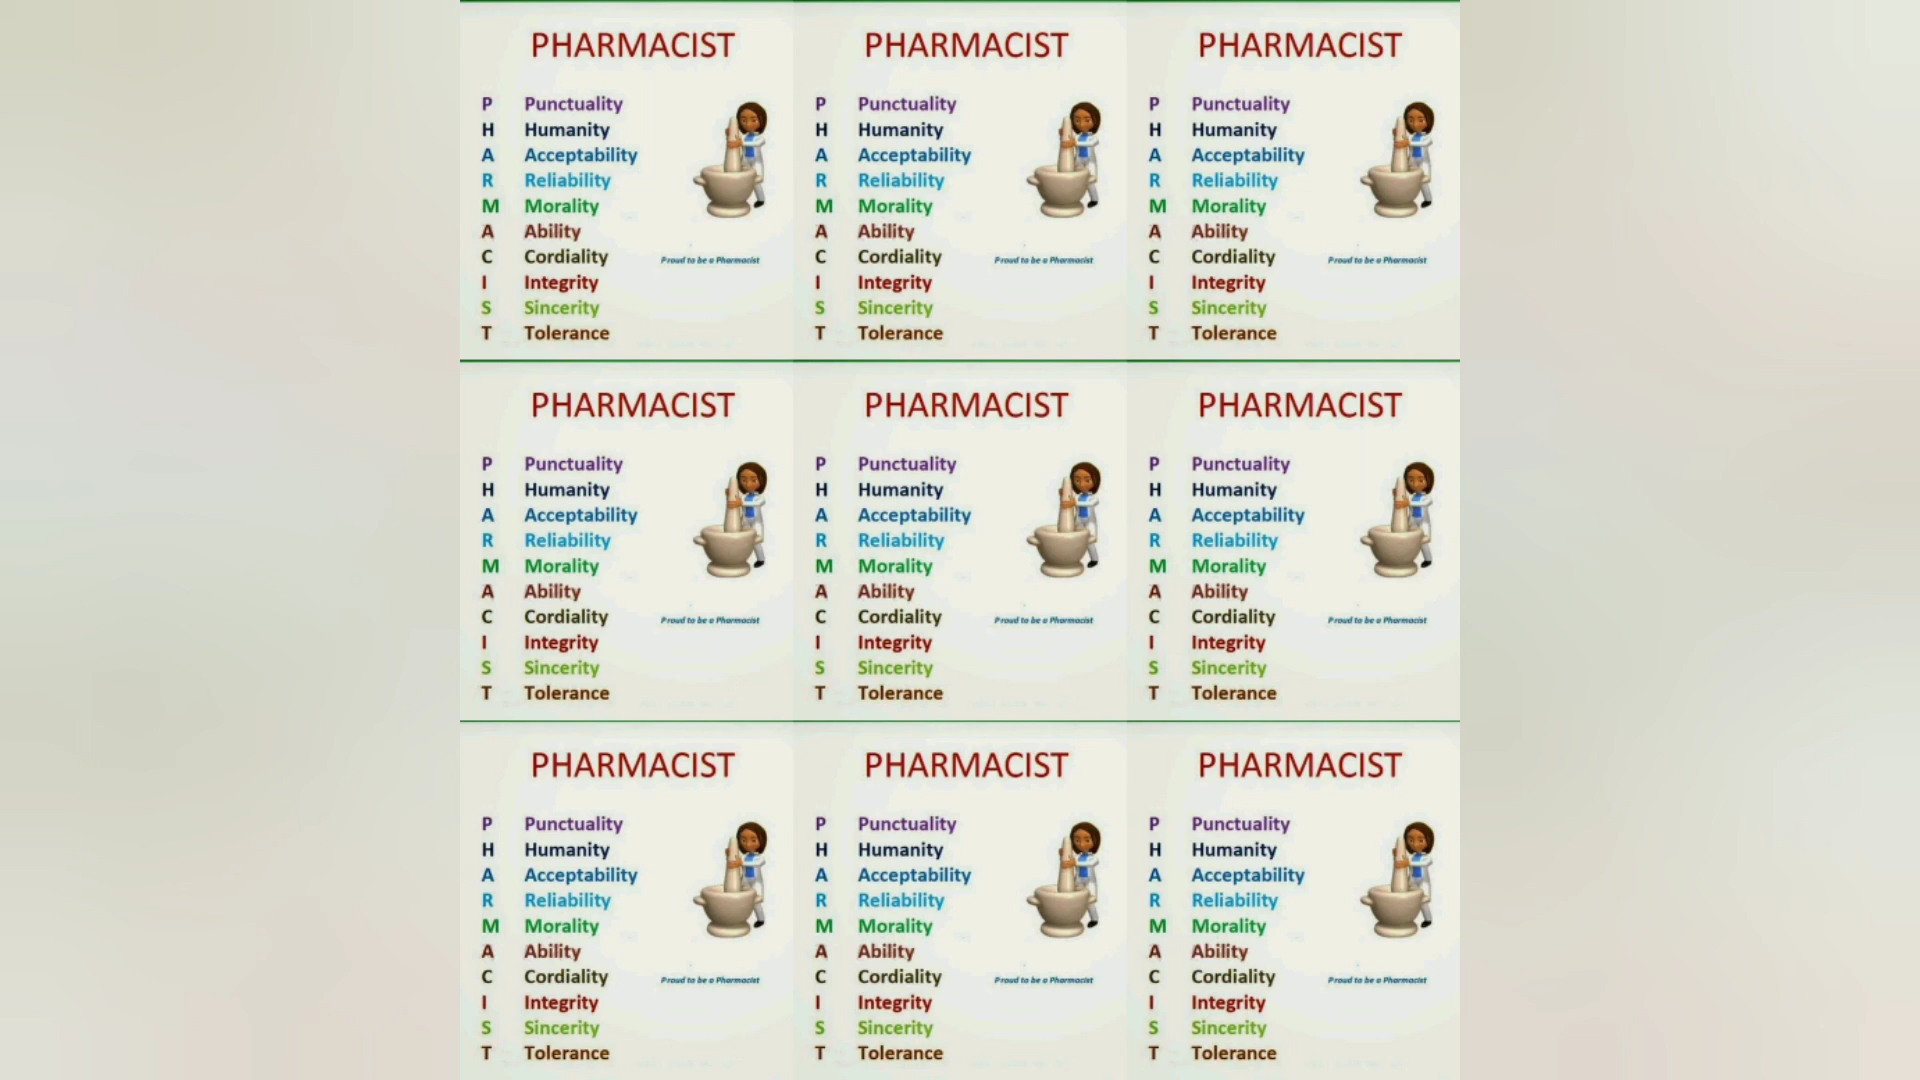 PHARMACIST PHARMACIST PHARMACIST
P Punctuality P Punctuality P Punctuality
H Humanity H Humanity H Humanity
A Acceptability A Acceptability A Acceptability
R Reliability R Reliability R Reliability
M Morality M Morality M Morality
A Ability A Ability A Ability
C Cordiality Proud to be a Pharmacist C Cordiality Proud to be a Pharmacist C Cordiality Proud to be a Pharmacist
I Integrity I Integrity I Integrity
S Sincerity S Sincerity S Sincerity
T Tolerance T Tolerance T Tolerance
PHARMACIST PHARMACIST PHARMACIST
P Punctuality P Punctuality P Punctuality
H Humanity H Humanity H Humanity
A Acceptability A Acceptability A Acceptability
R Reliability R Reliability R Reliability
M Morality M Morality M Morality
A Ability A Ability A Ability
C Cordiality Proud to be a Pharmacist C Cordiality Proud to be a Pharmacist C Cordiality Proud to be a Pharmacist
I Integrity I Integrity I Integrity
S Sincerity S Sincerity S Sincerity
T Tolerance T Tolerance T Tolerance
PHARMACIST PHARMACIST PHARMACIST
P Punctuality P Punctuality P Punctuality
H Humanity H Humanity H Humanity
A Acceptability A Acceptability A Acceptability
R Reliability R Reliability R Reliability
M Morality M Morality M Morality
A Ability A Ability A Ability
C Cordiality Proud to be a Pharmacist C Cordiality Proud to be a Pharmacist C Cordiality Proud to be a Pharmacist
I Integrity I Integrity I Integrity
S Sincerity S Sincerity S Sincerity
T Tolerance T Tolerance T Tolerance